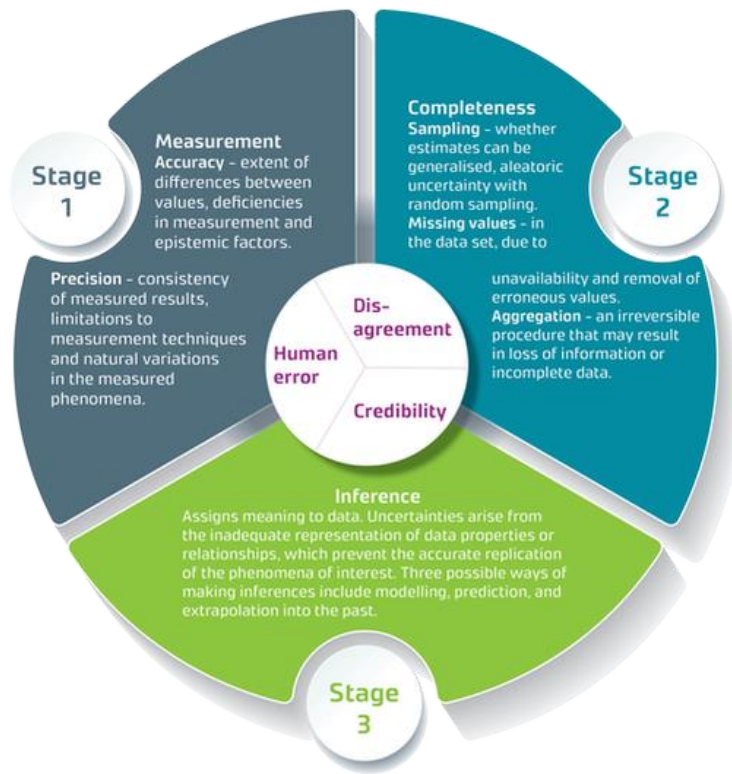 Stage
1
Measurement
Accuracy - extent of
differences between
values, deficiencies
in measurement and
epistemic factors.
Precision - consistency
of measured results,
limitations to
measurement techniques
and natural variations
in the measured
phenomena.
Completeness
Sampling - whether
estimates can be
generalised, aleatoric
uncertainty with
random sampling.
Missing values - in
the data set, due to
unavailability and removal of
erroneous values.
Aggregation - an irreversible
procedure that may result
in loss of information or
incomplete data.
Stage
2
Dis-
agreement
Human
error
Credibility
Inference
Assigns meaning to data. Uncertainties arise from
the inadequate representation of data properties or
relationships, which prevent the accurate replication
of the phenomena of interest. Three possible ways of
making inferences include modelling, prediction, and
extrapolation into the past.
Stage
3